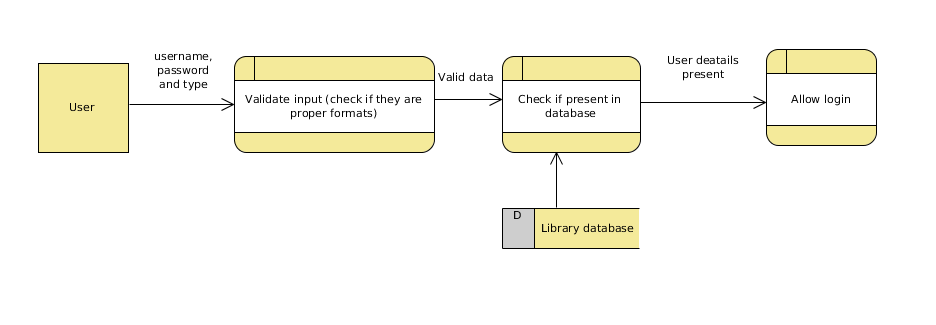 username,
password
and type
User
Validate input (check if they are
proper formats)
Valid data
Check if present in
database
User deatails
present
Allow login
D
Library database